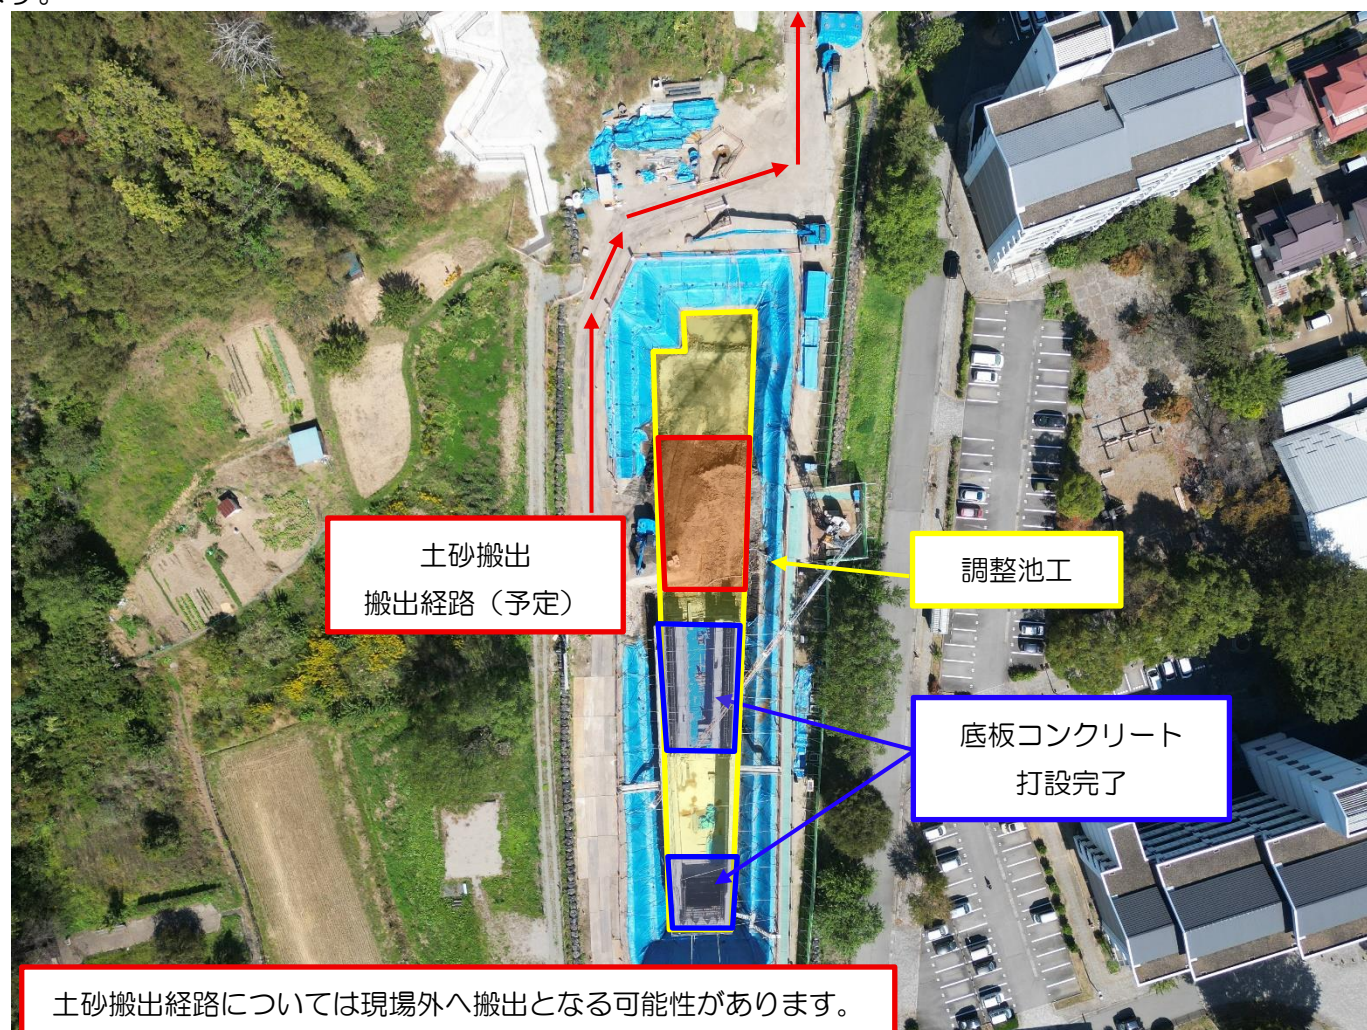 す。
土砂搬出
搬出経路（予定）
調整池工
底板コンクリート
打設完了
土砂搬出経路については現場外へ搬出となる可能性があります。